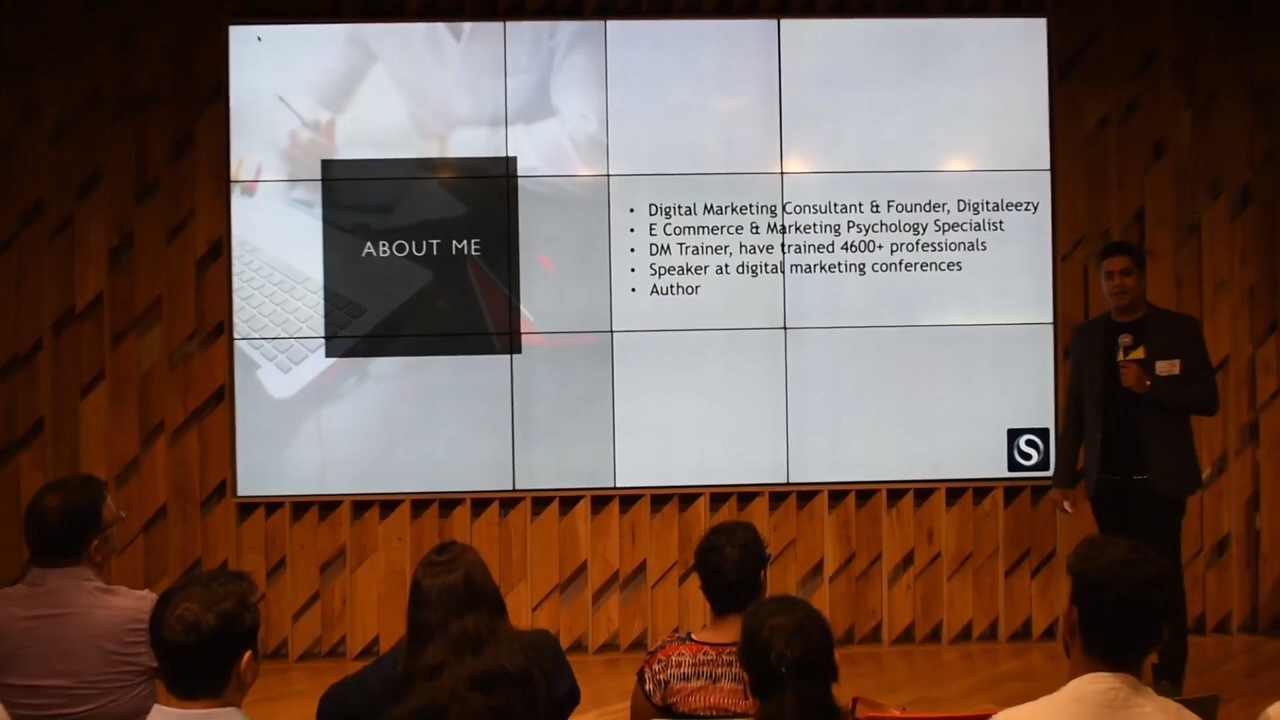 ABOUT ME
• Digital Marketing Consultant & Founder, Digitaleezy
• E Commerce & Marketing Psychology Specialist
• DM Trainer, have trained 4600+ professionals
• Speaker at digital marketing conferences
• Author
S